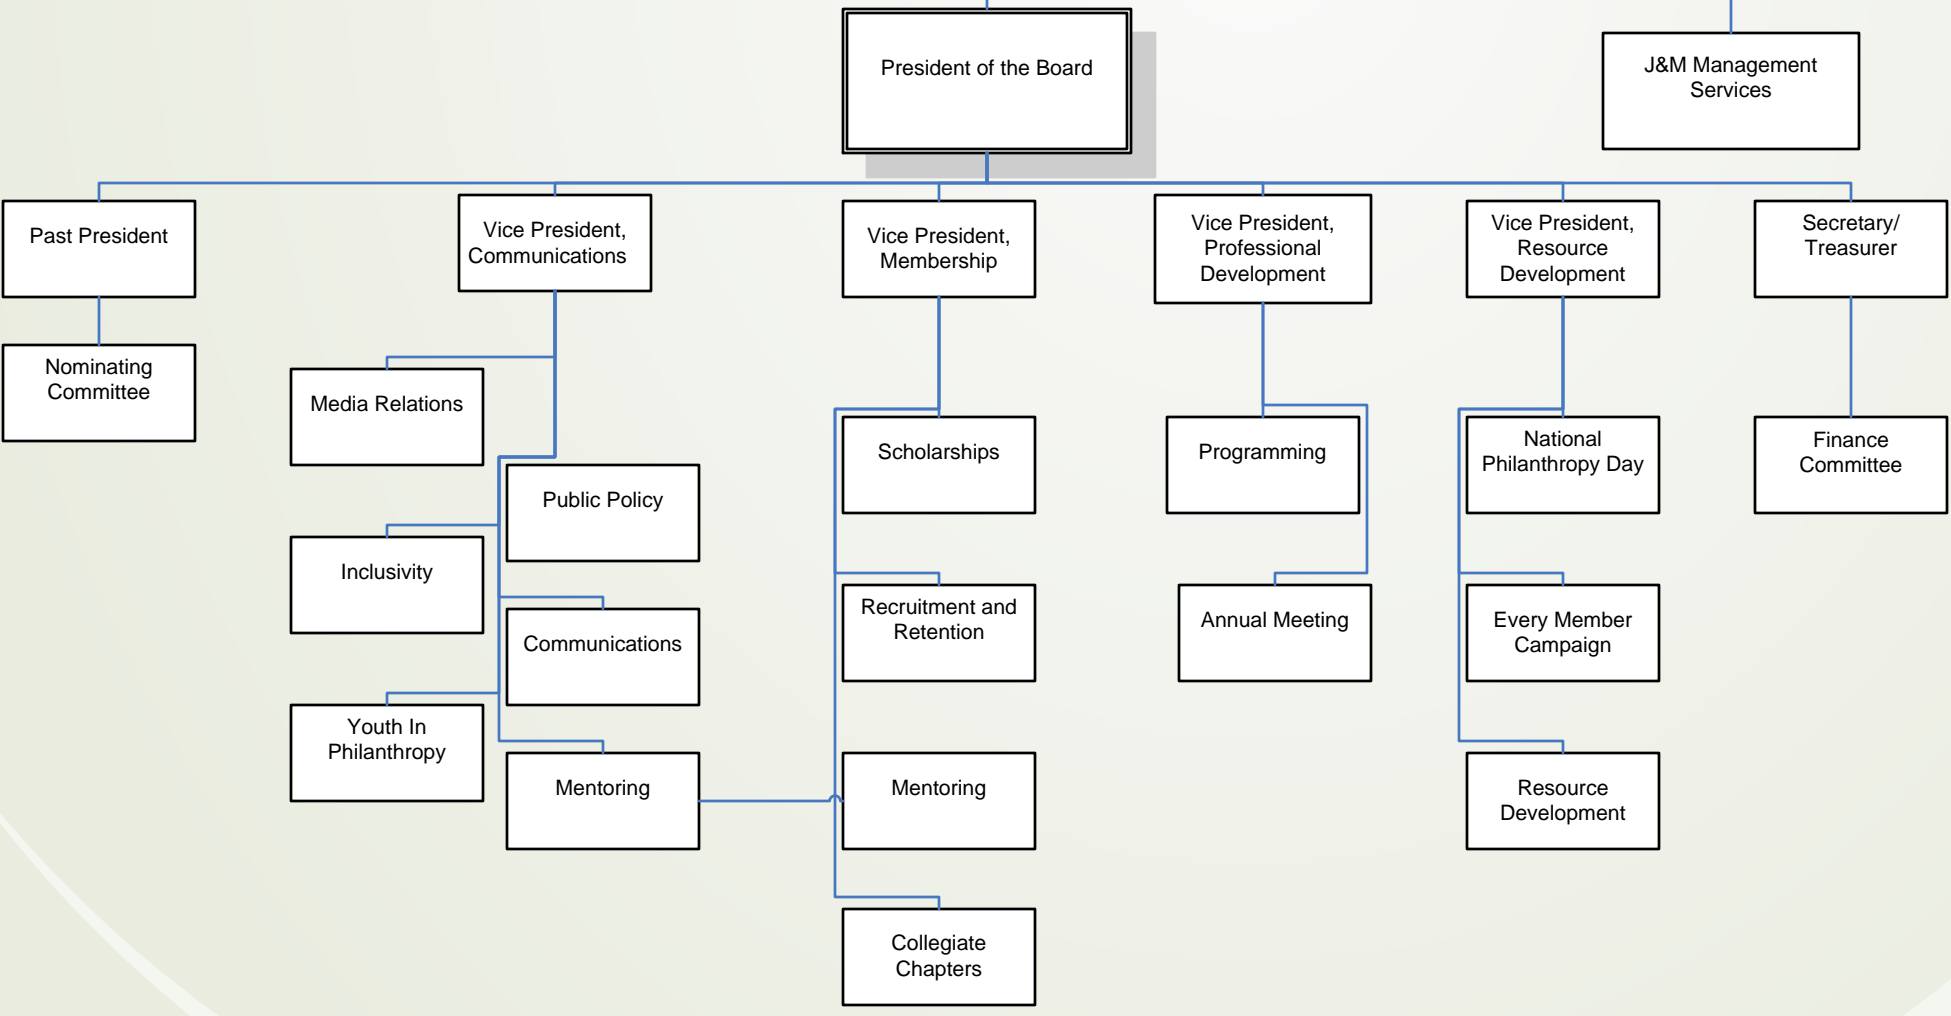 President of the Board
J&M Management
Services
Past President
Vice President,
Communications
Vice President,
Membership
Vice President,
Professional
Development
Vice President,
Resource
Development
Secretary/
Treasurer
Nominating
Committee
Media Relations
Public Policy
Inclusivity
Communications
Youth In
Philanthropy
Mentoring
Scholarships
Recruitment and
Retention
Mentoring
Collegiate
Chapters
Programming
Annual Meeting
National
Philanthropy Day
Every Member
Campaign
Resource
Development
Finance
Committee